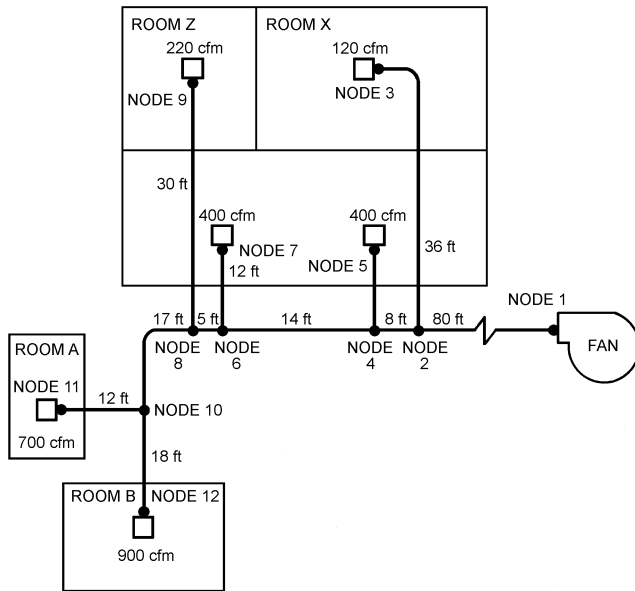 ROOM Z
ROOM X
220 cfm
120 cfm
NODE 9
NODE 3
30 ft
400 cfm
400 cfm
NODE 7
NODE 5
36 ft
12 ft
NODE 1
17 ft
5 ft
14 ft
8 ft
80 ft
FAN
NODE
8
NODE
6
NODE
4
NODE
2
ROOM A
NODE 11
12 ft
NODE 10
700 cfm
18 ft
ROOM B
NODE 12
900 cfm